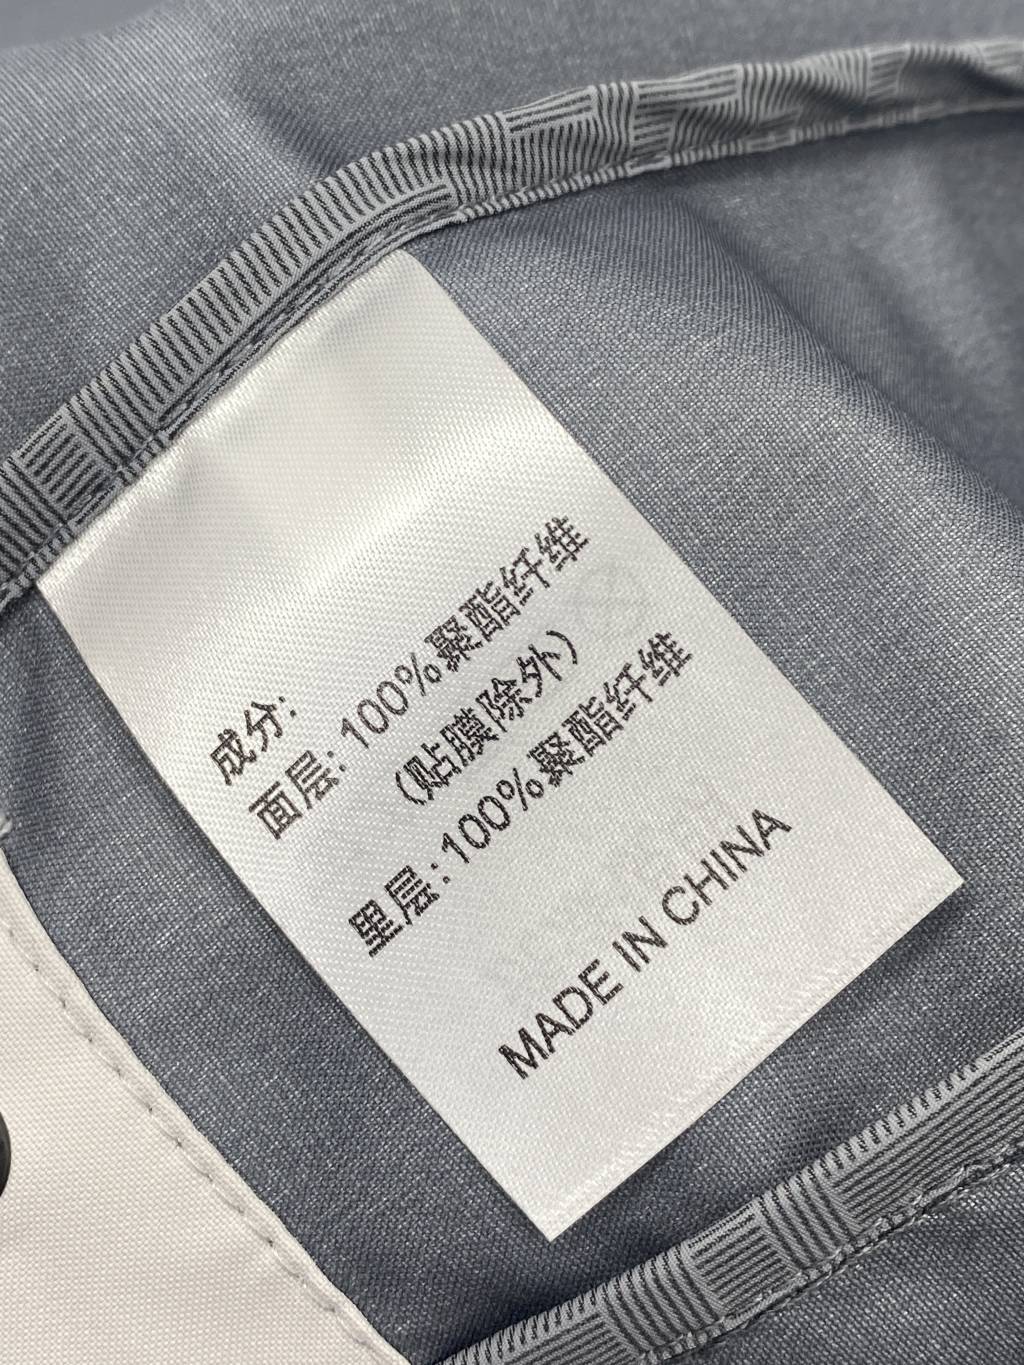 成分:
面层: 100%聚酯纤维
(贴膜除外)
里层: 100%聚酯纤维
MADE IN CHINA